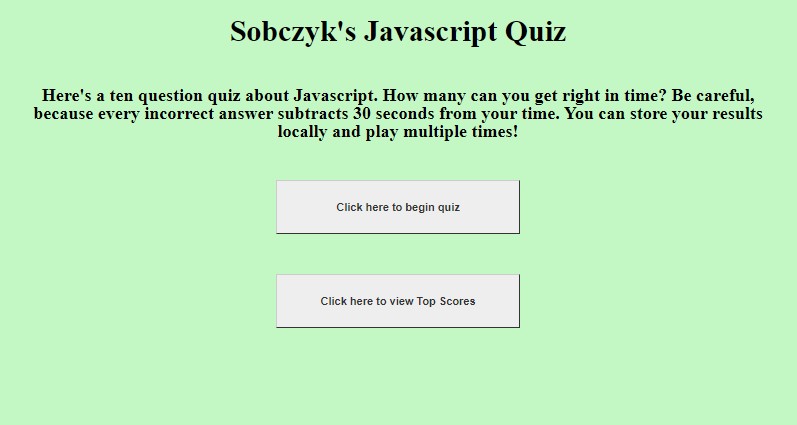 Sobczyk's Javascript Quiz
Here's a ten question quiz about Javascript. How many can you get right in time? Be careful,
because every incorrect answer subtracts 30 seconds from your time. You can store your results
locally and play multiple times!
Click here to begin quiz
Click here to view Top Scores